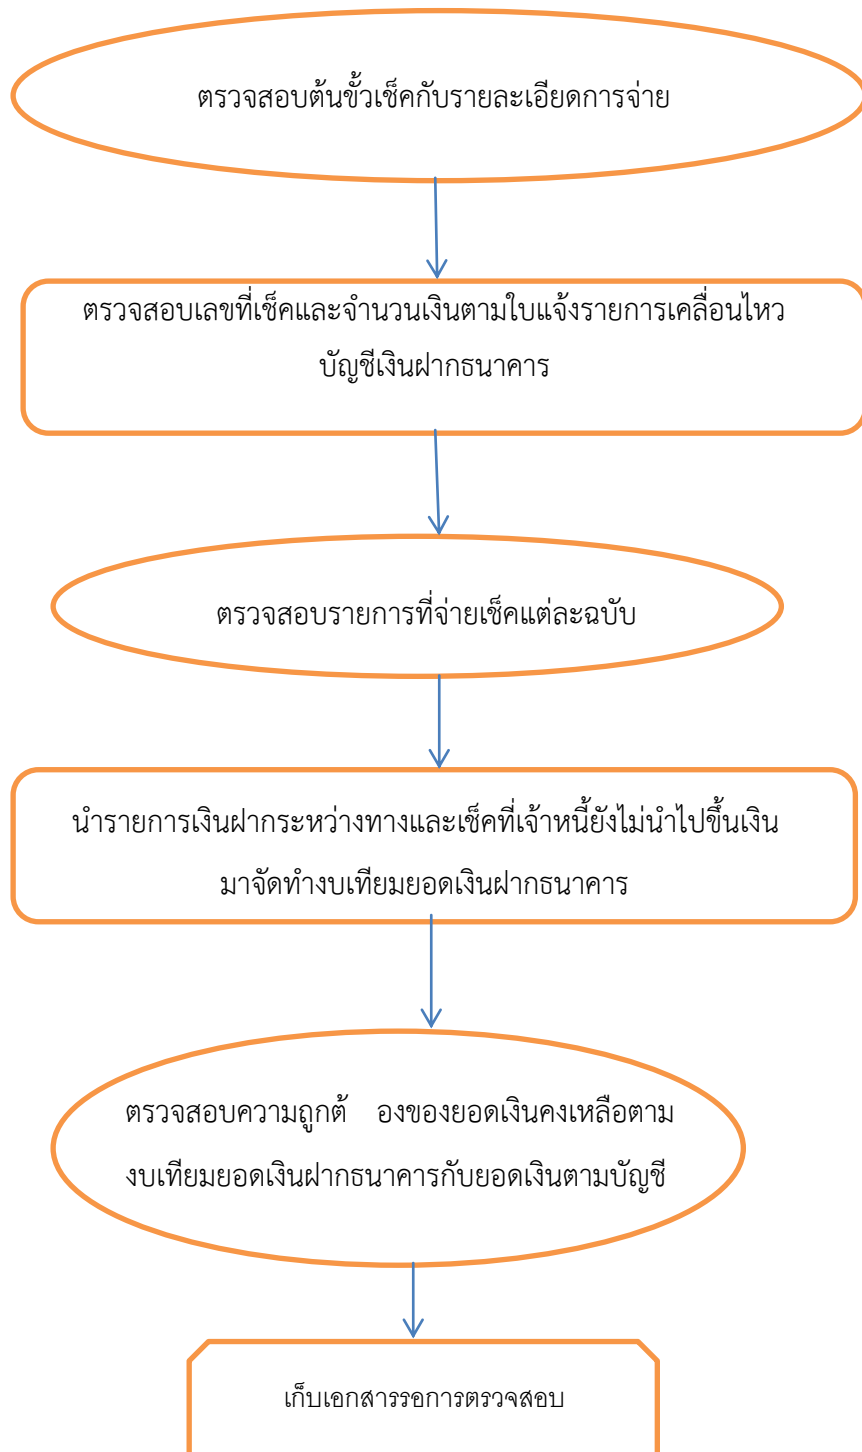 ตรวจสอบต้นขั้วเช็คกับรายละเอียดการจ่าย
ตรวจสอบเลขที่เช็คและจำนวนเงินตามใบแจ้งรายการเคลื่อนไหว
บัญชีเงินฝากธนาคาร
ตรวจสอบรายการที่จ่ายเช็คแต่ละฉบับ
นำรายการเงินฝากระหว่างทางและเช็คที่เจ้าหนี้ยังไม่นำไปขึ้นเงิน
มาจัดทำงบเทียมยอดเงินฝากธนาคาร
ตรวจสอบความถูกต้ องของยอดเงินคงเหลือตาม
งบเทียมยอดเงินฝากธนาคารกับยอดเงินตามบัญชี
เก็บเอกสารรอการตรวจสอบ